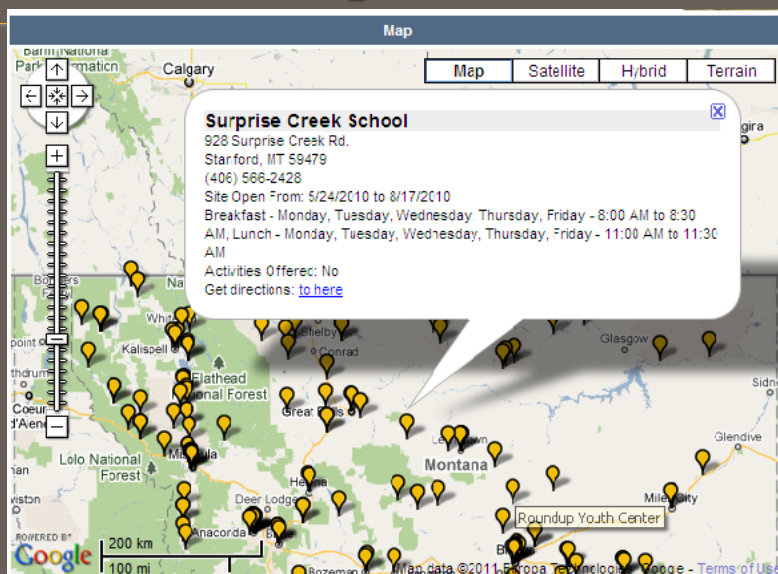 Map
Calgary
Map
Satellite
Hybrid
Terrain
Surprise Creek School
928 Surprise Creek Rd.
Stanford, MT 59479
(406) 566-2428
Site Open From: 5/24/2010 to 8/17/2010
Breakfast - Monday, Tuesday, Wednesday Thursday, Friday - 8:00 AM to 8:30
AM, Lunch - Monday, Tuesday, Wednesday, Thursday, Friday - 11:00 AM to 11:30
AM
Activities Offered: No
Get directions: to here
Shelby
Kalispell
Conrad
Glasgow
Flathead
Great
Glendive
Lolo National
Forest
Montana
Deer Lodge
Miles City
Anaconda
Roundup Youth Center
POWERED BY
Google
200 km
100 mi
Bozeman
Map data ©2011 Europa Technologies, Google - Terms of Use